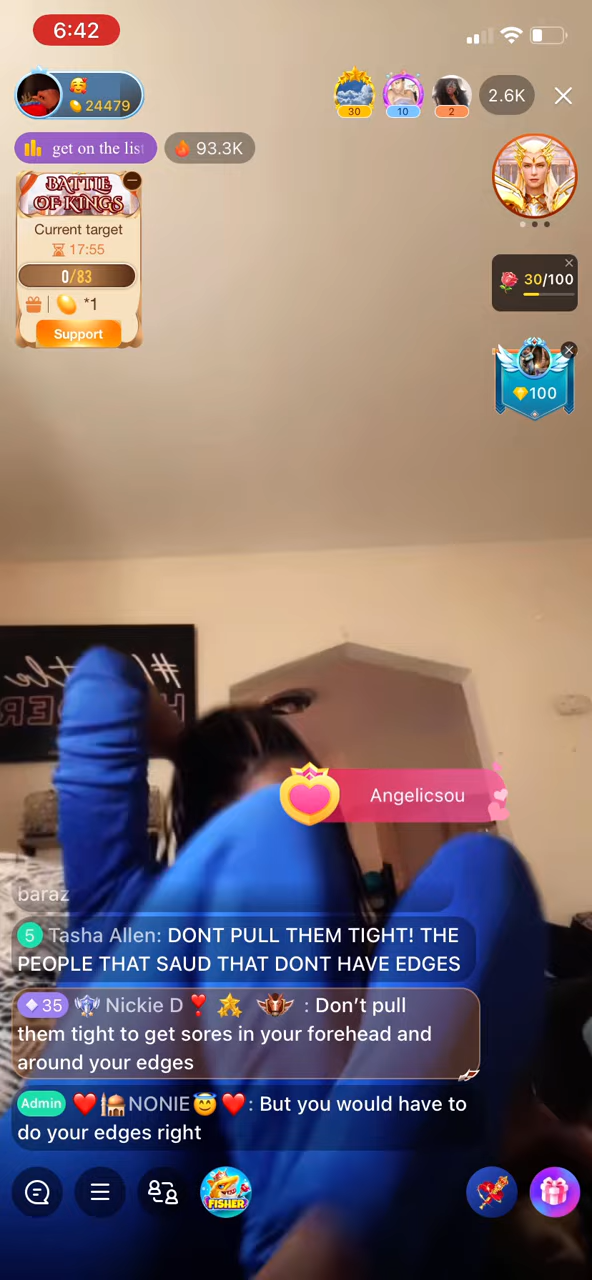 6:42
24479
30
10
2
2.6K
get on the lis
93.3K
BATTLE
OF KINGS
Current target
17:55
0/83
*1
Support
30/100
100
Angelicsou
baraz
5 Tasha Allen: DONT PULL THEM TIGHT! THE
PEOPLE THAT SAUD THAT DONT HAVE EDGES
35 Nickie D❣️ : Don’t pull
them tight to get sores in your forehead and
around your edges
Admin ❤️🕌NONIE😇❤️: But you would have to
do your edges right
FISHER